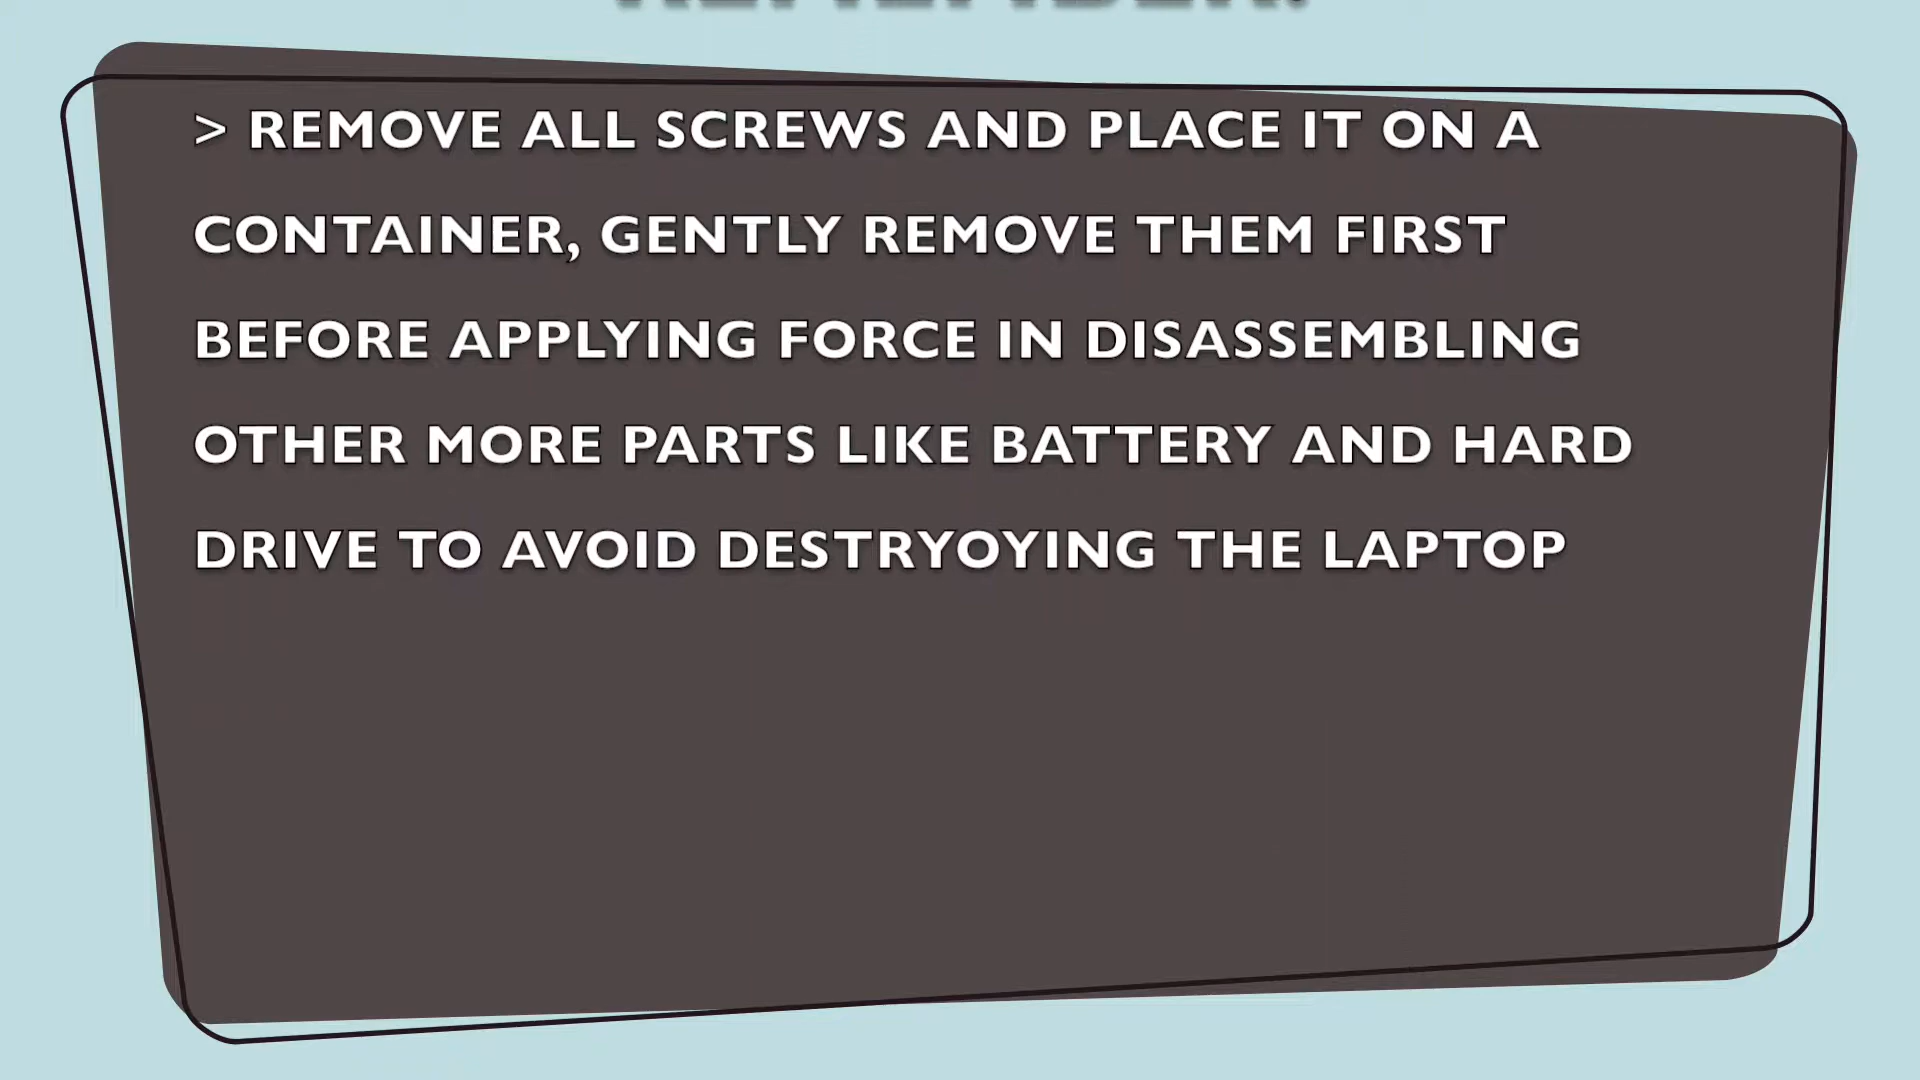 > REMOVE ALL SCREWS AND PLACE IT ON A
CONTAINER, GENTLY REMOVE THEM FIRST
BEFORE APPLYING FORCE IN DISASSEMBLING
OTHER MORE PARTS LIKE BATTERY AND HARD
DRIVE TO AVOID DESTRYOYING THE LAPTOP